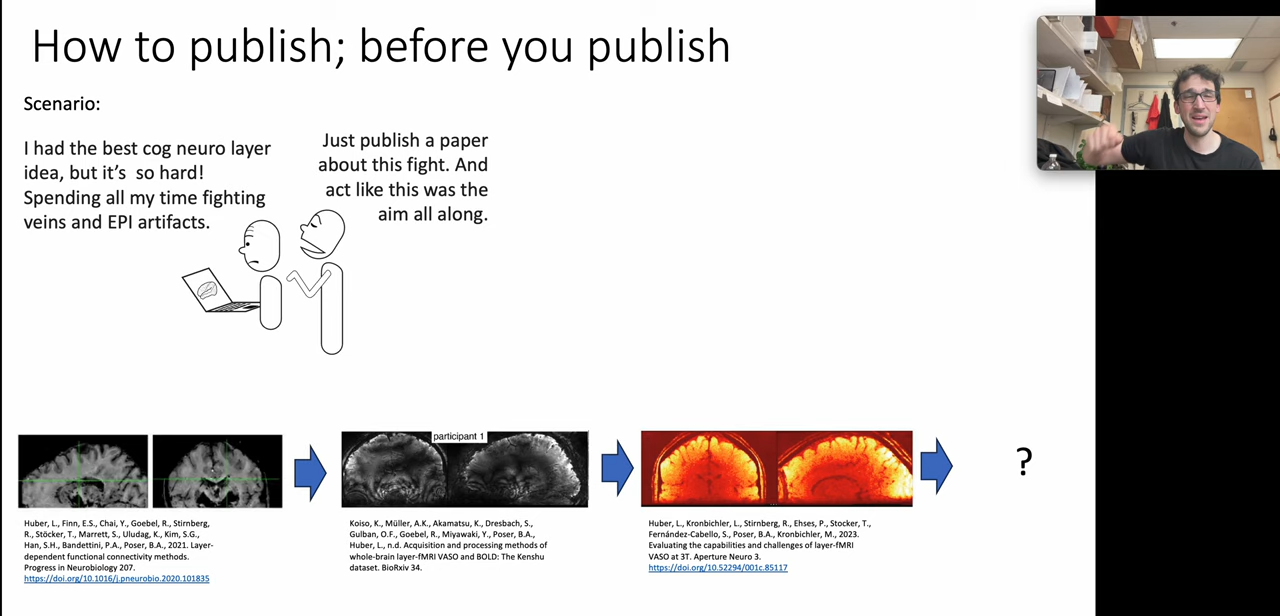 How to publish; before you publish
Scenario:
I had the best cog neuro layer
idea, but it's  so hard!
Spending all my time fighting
veins and EPI artifacts.
Just publish a paper
about this fight. And
act like this was the
aim all along.
participant 1
?
Huber, L., Finn, E.S., Chai, Y., Goebel, R., Stirnberg,
R., Stöcker, T., Marrett, S., Uludag, K., Kim, S.G.,
Han, S.H., Bandettini, P.A., Poser, B.A., 2021. Layer-
dependent functional connectivity methods.
Progress in Neurobiology 207.
https://doi.org/10.1016/j.pneurobio.2020.101835
Koiso, K., Müller, A.K., Akamatsu, K., Dresbach, S.,
Gulban, O.F., Goebel, R., Miyawaki, Y., Poser, B.A.,
Huber, L., n.d. Acquisition and processing methods of
whole-brain layer-fMRI VASO and BOLD: The Kenshu
dataset. BioRxiv 34.
Huber, L., Kronbichler, L., Stirnberg, R., Ehses, P., Stocker, T.,
Fernández-Cabello, S., Poser, B.A., Kronbichler, M., 2023.
Evaluating the capabilities and challenges of layer-fMRI
VASO at 3T. Aperture Neuro 3.
https://doi.org/10.52294/001c.85117